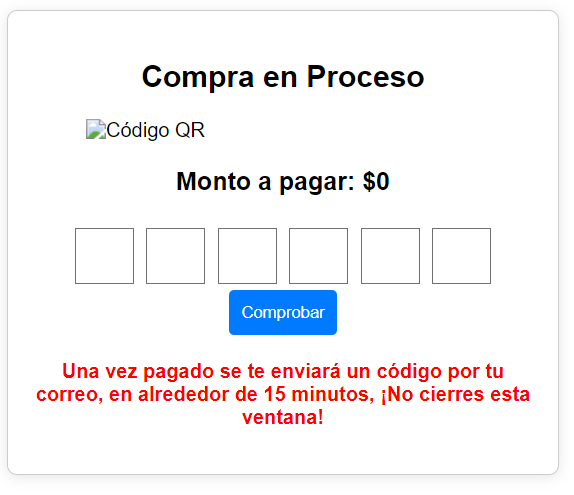 Compra en Proceso
Código QR
Monto a pagar: $0
Comprobar
Una vez pagado se te enviará un código por tu
correo, en alrededor de 15 minutos, ¡No cierres esta
ventana!